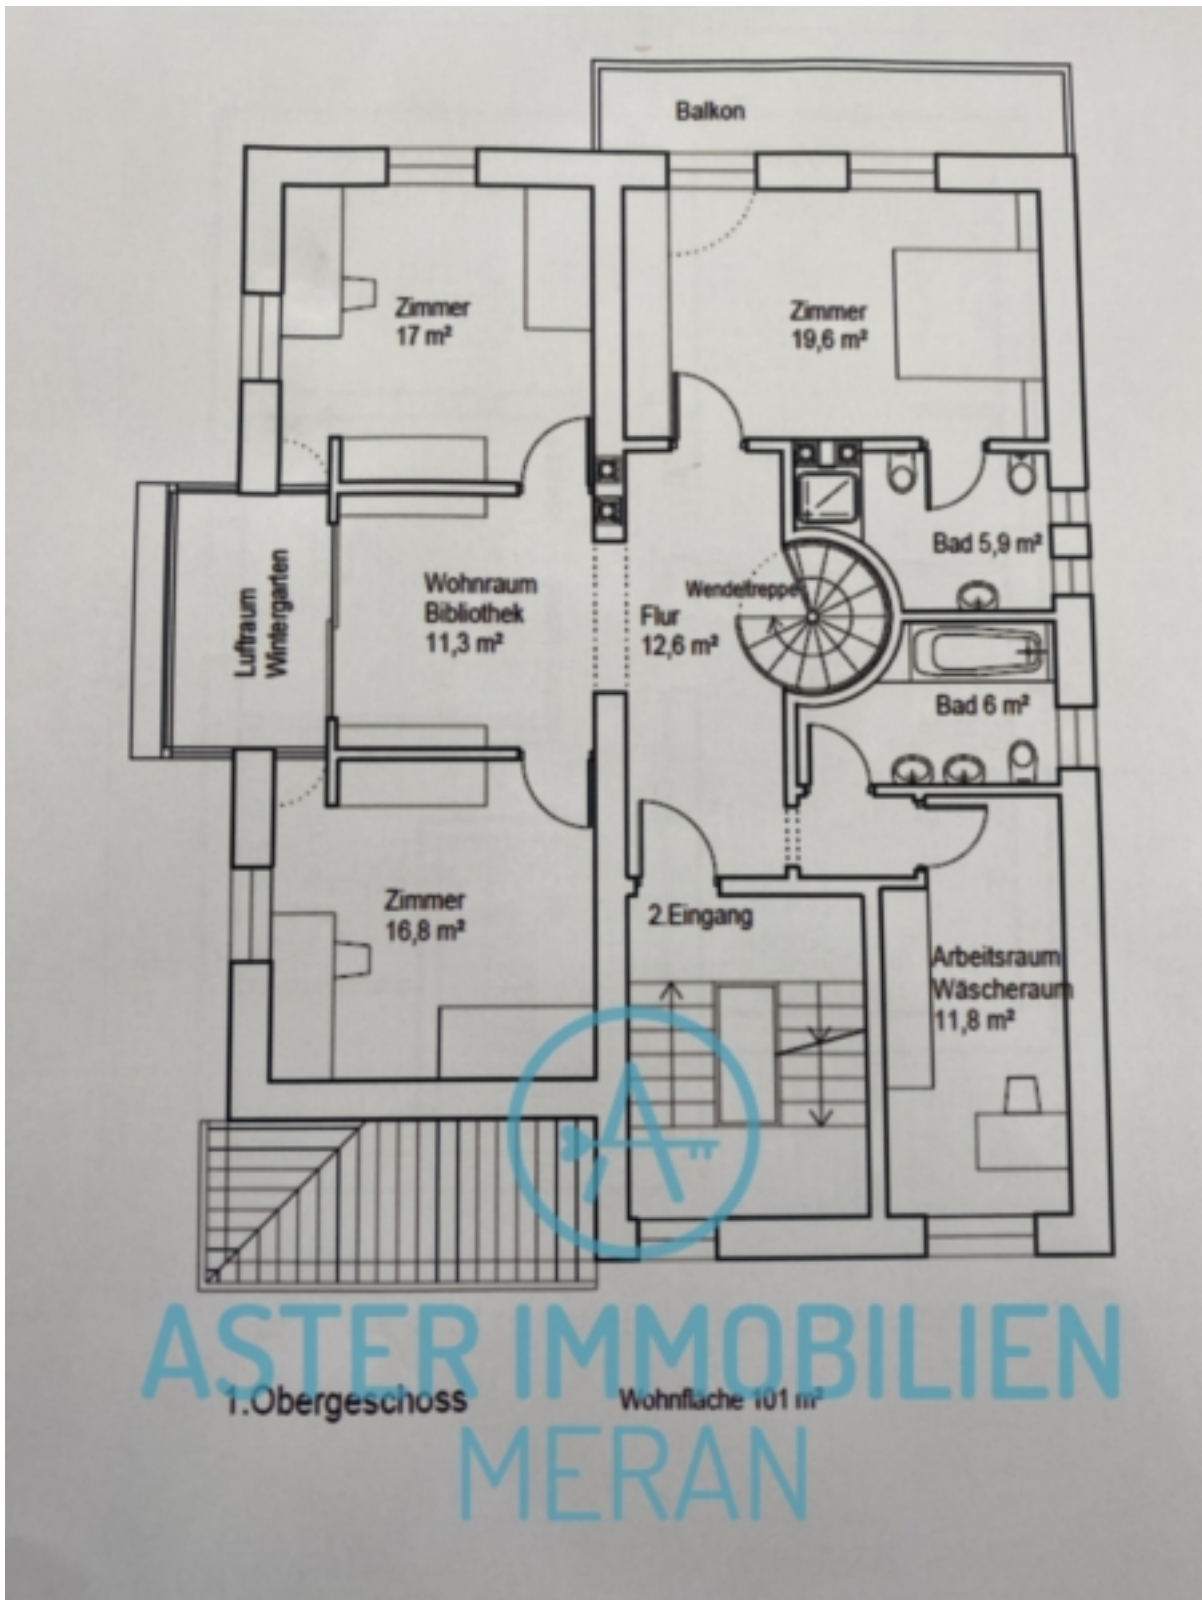 Balkon
Zimmer
17 m²
Zimmer
19,6 m²
Bad 5,9 m²
Wendeltreppe
Wohnraum
Bibliothek
11,3 m²
Flur
12,6 m²
Luftraum
Wintergarten
Bad 6 m²
Zimmer
16,8 m²
2.Eingang
Arbeitsraum
Wäscheraum
11,8 m²
ASTER IMMOBILIEN
1.Obergeschoss
Wohnfläche 101 m²
MERAN